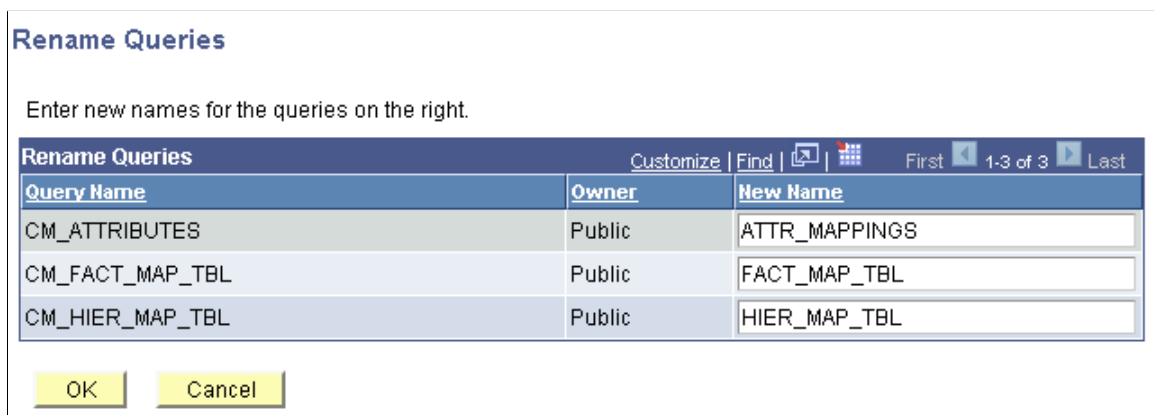 Rename Queries
Enter new names for the queries on the right.
Rename Queries Customize | Find | | First 1-3 of 3 Last
Query Name Owner New Name
CM_ATTRIBUTES Public ATTR_MAPPINGS
CM_FACT_MAP_TBL Public FACT_MAP_TBL
CM_HIER_MAP_TBL Public HIER_MAP_TBL
OK Cancel